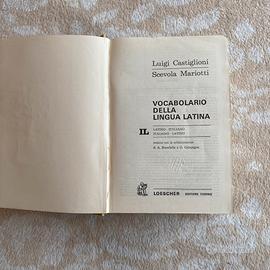 Luigi Castiglioni
Scevola Mariotti
VOCABOLARIO
DELLA
LINGUA LATINA
IL
LATINO - ITALIANO
ITALIANO - LATINO
LOESCHER EDITORE TORINO